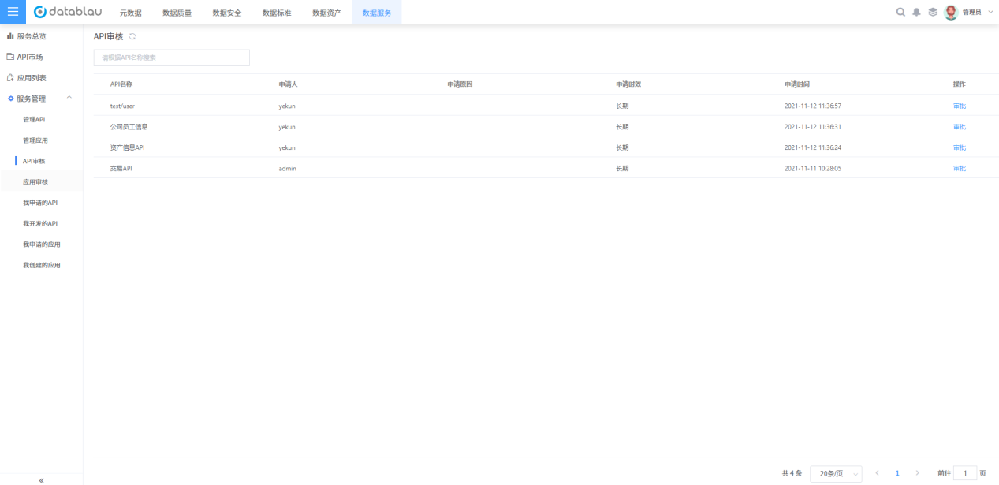 datablau 元数据 数据质量 数据安全 数据标准 数据资产 数据服务 管理员
服务总览
API市场
应用列表
服务管理
管理API
管理应用
API审核
应用审核
我申请的API
我开发的API
我申请的应用
我创建的应用
API审核
请根据API名称搜索
API名称 申请人 申请原因 申请时效 申请时间 操作
test/user yekun 长期 2021-11-12 11:36:57 审批
公司员工信息 yekun 长期 2021-11-12 11:36:31 审批
资产信息API yekun 长期 2021-11-12 11:36:24 审批
交易API admin 长期 2021-11-11 10:28:05 审批
共 4 条 20条/页 1 前往 1 页